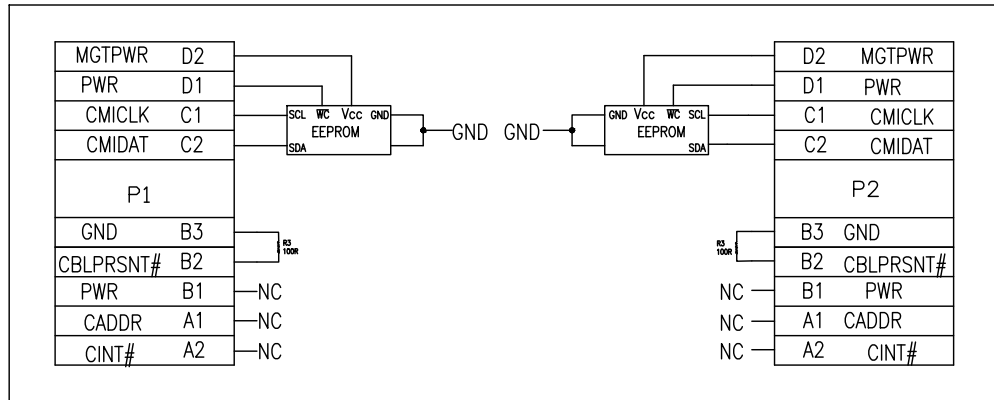 MGTPWR D2
PWR D1
CMICLK C1
CMIDAT C2
P1
GND B3
CBLPRSNT# B2
PWR B1 NC
CADDR A1 NC
CINT# A2 NC
SCL WC Vcc GND
EEPROM
SDA
GND
R3
100R
GND
GND Vcc WC SCL
EEPROM
SDA
R3
100R
D2 MGTPWR
D1 PWR
C1 CMICLK
C2 CMIDAT
P2
B3 GND
B2 CBLPRSNT#
NC B1 PWR
NC A1 CADDR
NC A2 CINT#